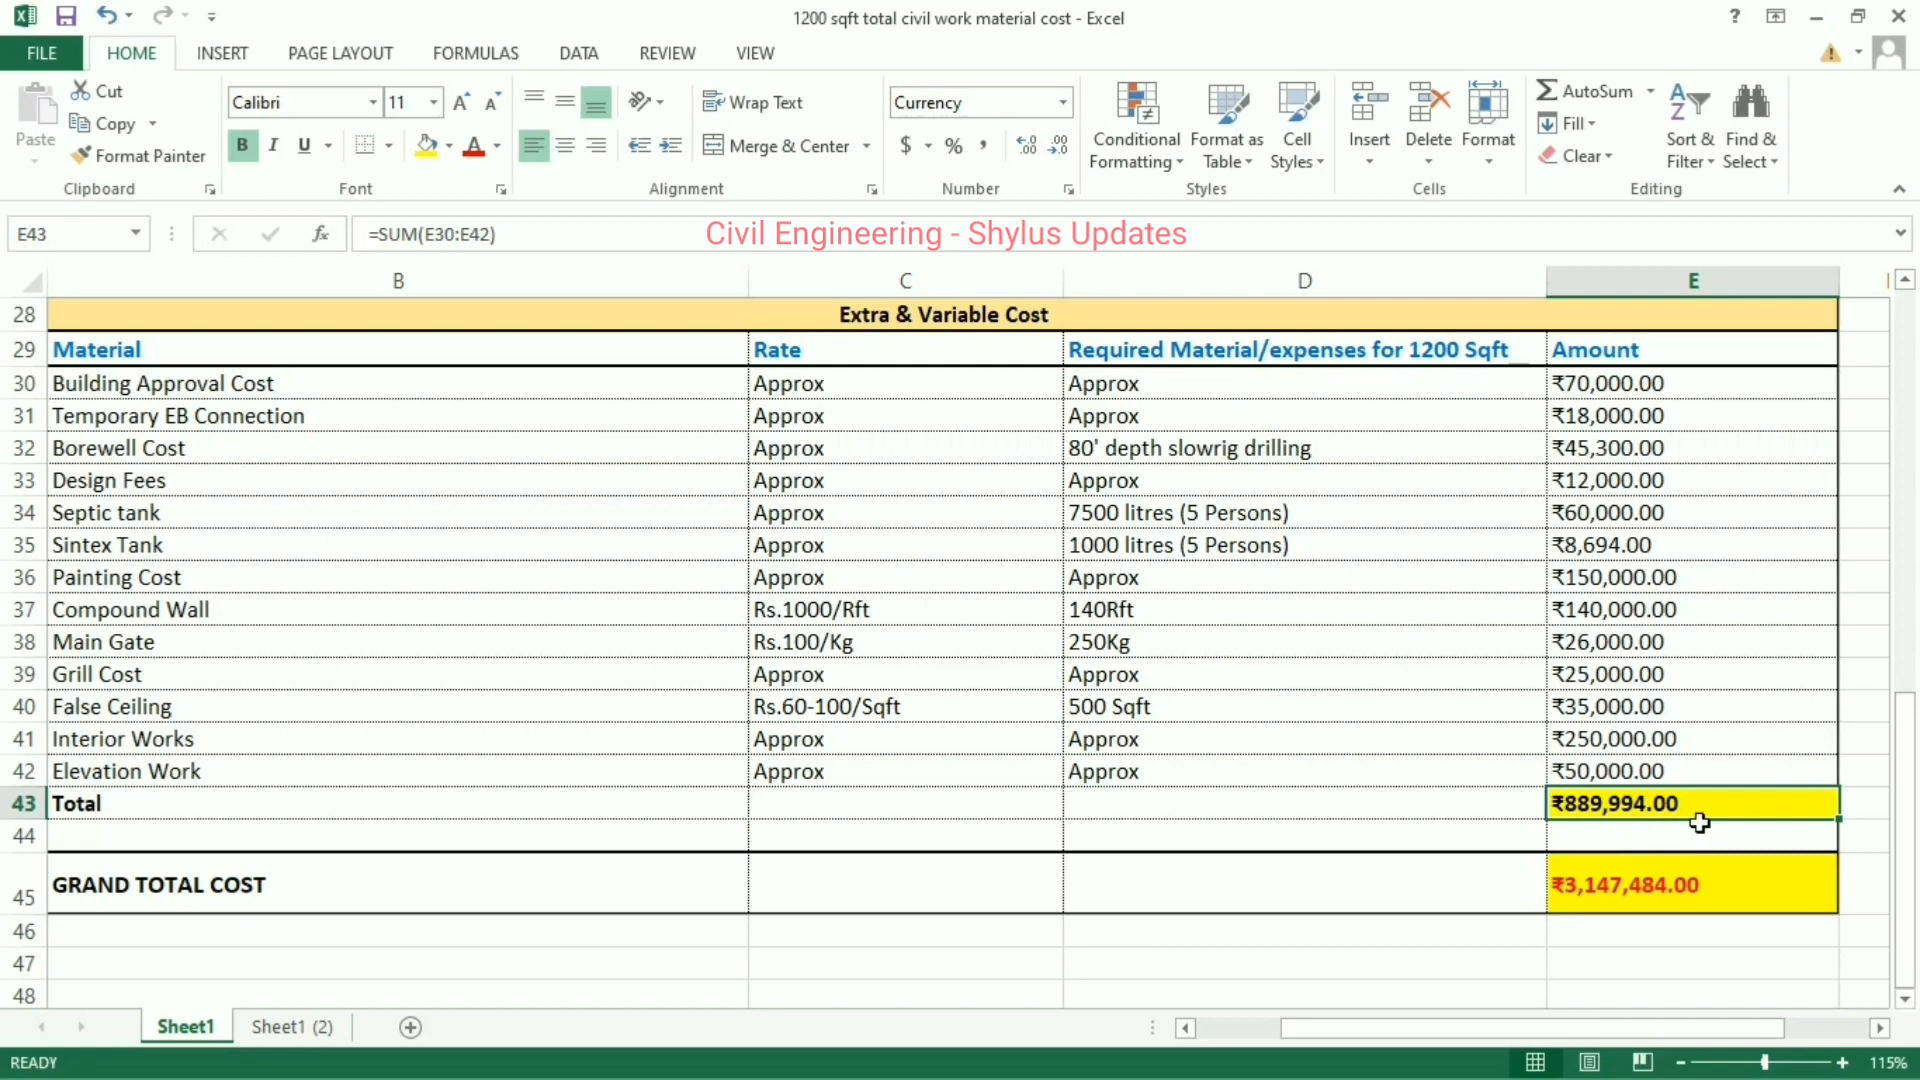 1200 sqft total civil work material cost - Excel
?
FILE HOME INSERT PAGE LAYOUT FORMULAS DATA REVIEW VIEW
Paste
Cut
Copy
Format Painter
Clipboard
Calibri 11
B I U
Font
Wrap Text
Merge & Center
Alignment
Currency
$ % ,
Number
Conditional Formatting
Format as Table
Cell Styles
Styles
Insert Delete Format
Cells
AutoSum
Fill
Clear
Sort & Filter
Find & Select
Editing
E43 fx =SUM(E30:E42)
Civil Engineering - Shylus Updates
B C D E
28 Extra & Variable Cost
29 Material Rate Required Material/expenses for 1200 Sqft Amount
30 Building Approval Cost Approx Approx ₹70,000.00
31 Temporary EB Connection Approx Approx ₹18,000.00
32 Borewell Cost Approx 80' depth slowrig drilling ₹45,300.00
33 Design Fees Approx Approx ₹12,000.00
34 Septic tank Approx 7500 litres (5 Persons) ₹60,000.00
35 Sintex Tank Approx 1000 litres (5 Persons) ₹8,694.00
36 Painting Cost Approx Approx ₹150,000.00
37 Compound Wall Rs.1000/Rft 140Rft ₹140,000.00
38 Main Gate Rs.100/Kg 250Kg ₹26,000.00
39 Grill Cost Approx Approx ₹25,000.00
40 False Ceiling Rs.60-100/Sqft 500 Sqft ₹35,000.00
41 Interior Works Approx Approx ₹250,000.00
42 Elevation Work Approx Approx ₹50,000.00
43 Total ₹889,994.00
44
45 GRAND TOTAL COST ₹3,147,484.00
46
47
48
Sheet1 Sheet1 (2)
READY 115%